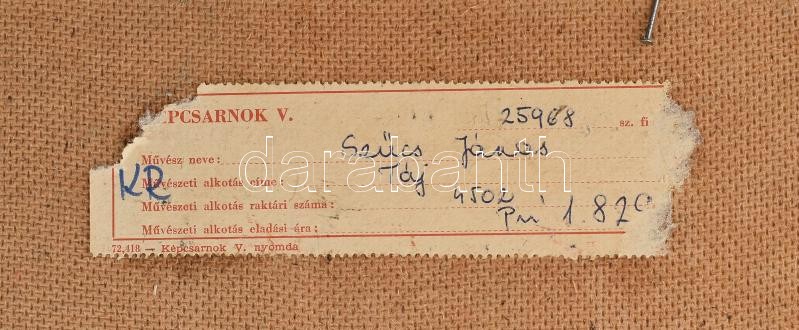 KÉPCSARNOK V. 25968 sz. fi
Művész neve: Szűcs János
Művészeti alkotás címe: Táj
KR
Művészeti alkotás raktári száma: 4502
Művészeti alkotás eladási ára: 1.820
72,418 — Képcsarnok V. nyomda
darabanth